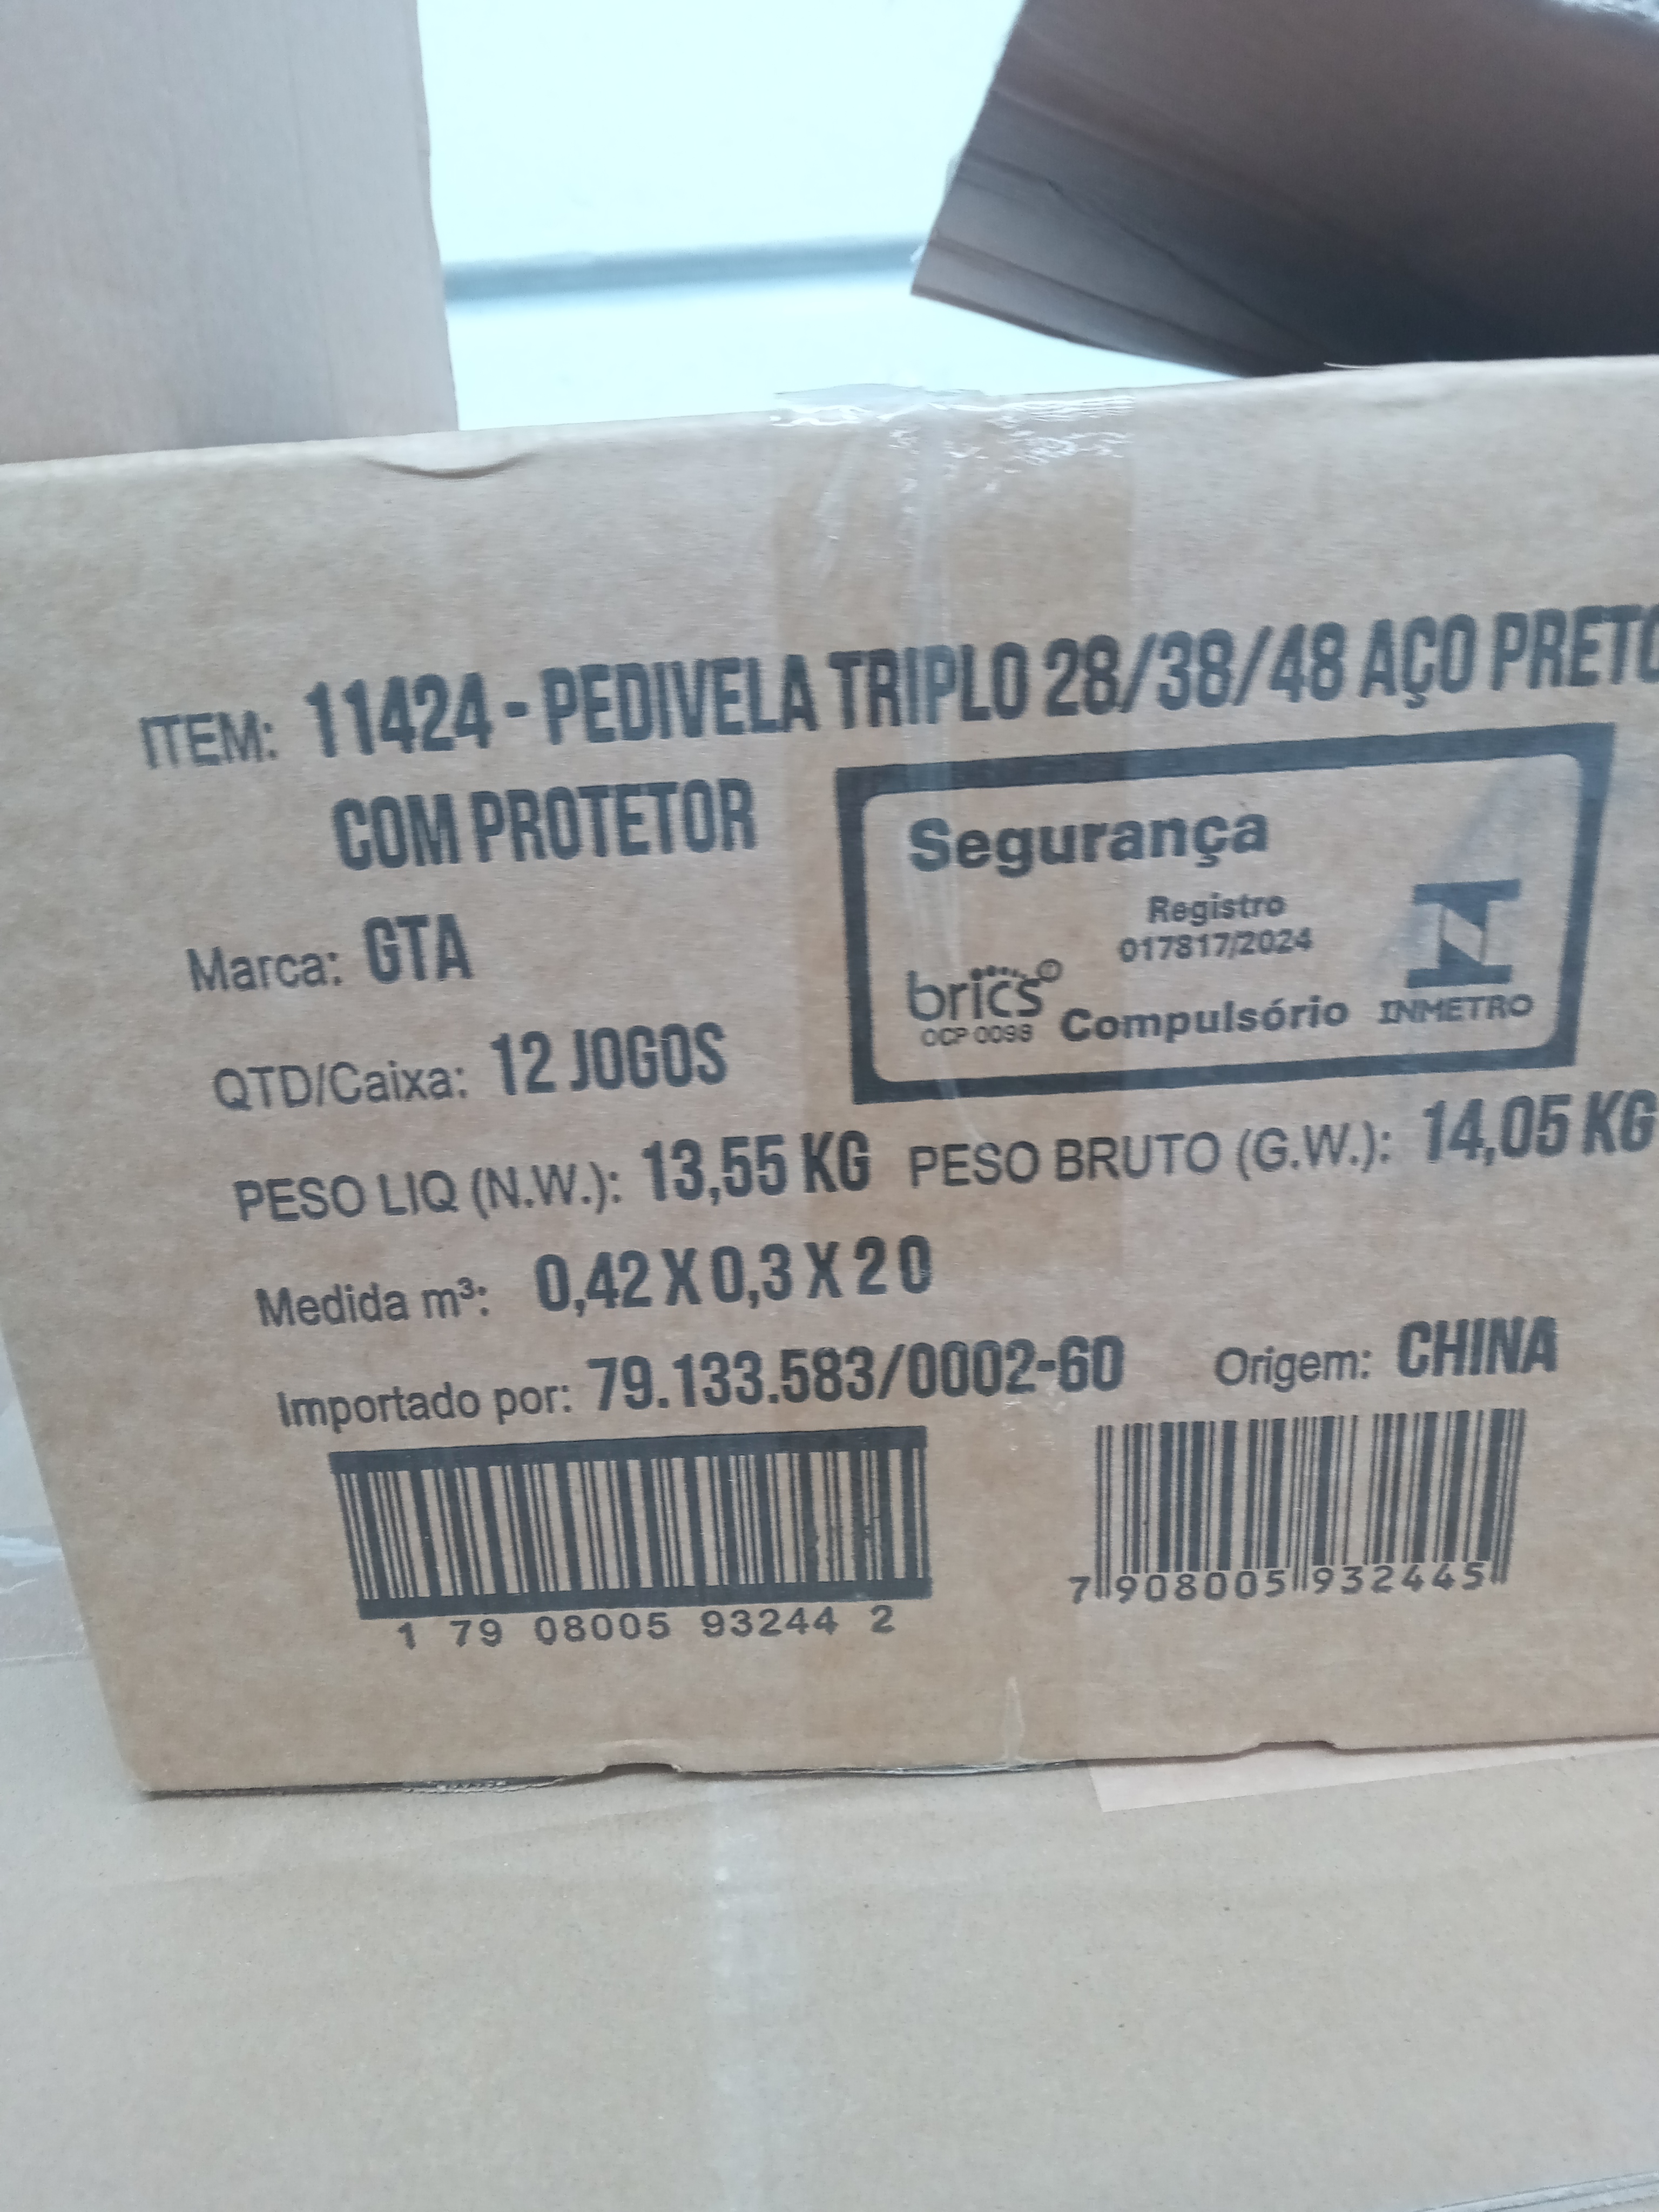 ITEM: 11424 - PEDIVELA TRIPLO 28/38/48 AÇO PRETO
COM PROTETOR
Segurança
Registro
017817/2024
brics
OCP 0098
Compulsório
INMETRO
Marca: GTA
QTD/Caixa: 12 JOGOS
PESO LIQ (N.W.): 13,55 KG PESO BRUTO (G.W.): 14,05 KG
Medida m³: 0,42 X 0,3 X 2 0
Importado por: 79.133.583/0002-60 Origem: CHINA
1 79 08005 93244 2
7 908005 932445